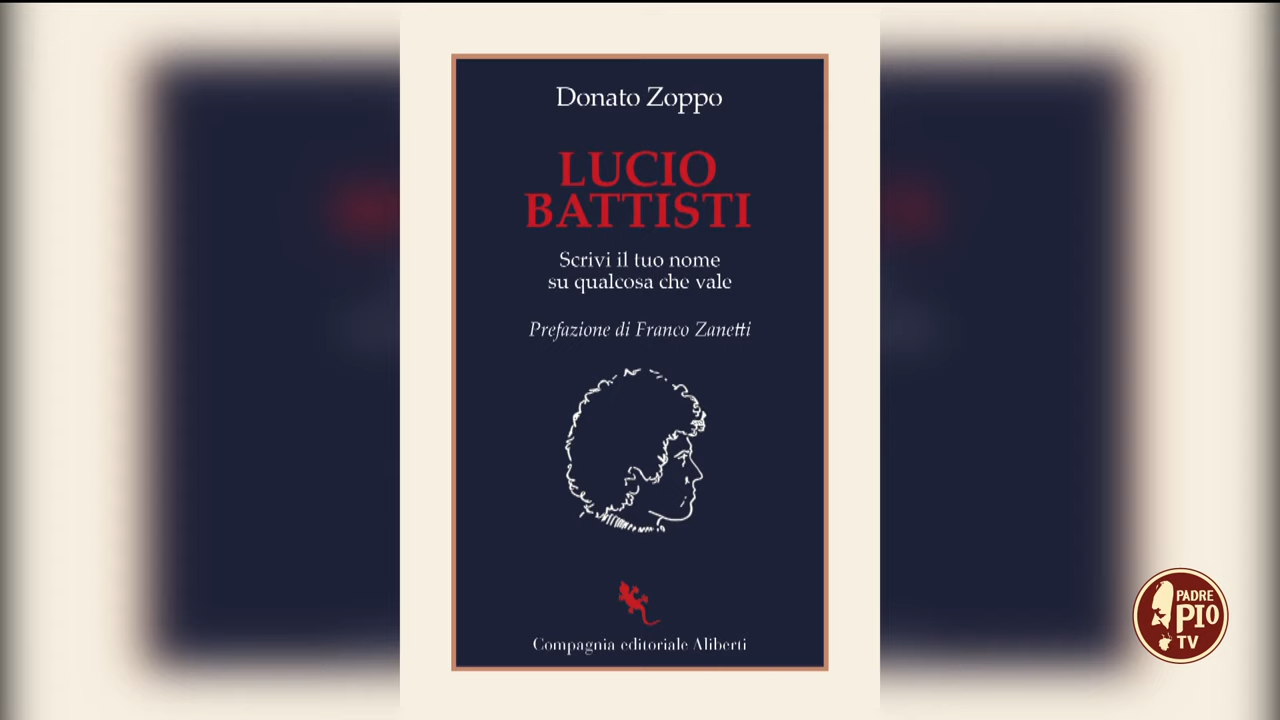 Donato Zoppo
LUCIO
BATTISTI
Scrivi il tuo nome
su qualcosa che vale
Prefazione di Franco Zanetti
Compagnia editoriale Aliberti
PADRE
PIO
TV